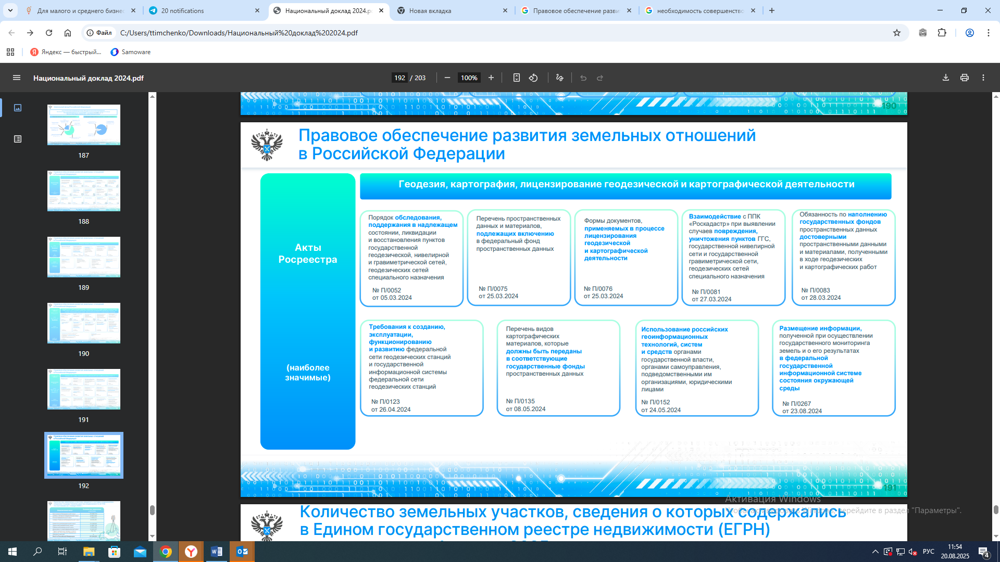 Для малого и среднего бизнес
20 notifications
Национальный доклад 2024.p
Новая вкладка
Правовое обеспечение разви
необходимость совершенство
Файл
C:/Users/ttimchenko/Downloads/Национальный%20доклад%202024.pdf
Яндекс — быстрый...
Samoware
Национальный доклад 2024.pdf
192 / 203
100%
187
188
189
190
191
192
190
Правовое обеспечение развития земельных отношений
в Российской Федерации
Акты
Росреестра
(наиболее
значимые)
Геодезия, картография, лицензирование геодезической и картографической деятельности
Порядок обследования,
поддержания в надлежащем
состоянии, ликвидации
и восстановления пунктов
государственной
геодезической, нивелирной
и гравиметрической сетей,
геодезических сетей
специального назначения
№ П/0052
от 05.03.2024
Перечень пространственных
данных и материалов,
подлежащих включению
в федеральный фонд
пространственных данных
№ П/0075
от 25.03.2024
Формы документов,
применяемых в процессе
лицензирования
геодезической
и картографической
деятельности
№ П/0076
от 25.03.2024
Взаимодействие с ППК
«Роскадастр» при выявлении
случаев повреждения,
уничтожения пунктов ГГС,
государственной нивелирной
сети и государственной
гравиметрической сети,
геодезических сетей
специального назначения
№ П/0081
от 27.03.2024
Обязанность по наполнению
государственных фондов
пространственных данных
достоверными
пространственными данными
и материалами, полученными
в ходе геодезических
и картографических работ
№ П/0083
от 28.03.2024
Требования к созданию,
эксплуатации,
функционированию
и развитию федеральной
сети геодезических станций
и государственной
информационной системы
федеральной сети
геодезических станций
№ П/0123
от 26.04.2024
Перечень видов
картографических
материалов, которые
должны быть переданы
в соответствующие
государственные фонды
пространственных данных
№ П/0135
от 08.05.2024
Использование российских
геоинформационных
технологий, систем
и средств органами
государственной власти,
органами самоуправления,
подведомственными им
организациями, юридическими
лицами
№ П/0152
от 24.05.2024
Размещение информации,
полученной при осуществлении
государственного мониторинга
земель и о его результатах
в федеральной
государственной
информационной системе
состояния окружающей
среды
№ П/0267
от 23.08.2024
191
Активация Windows
Чтобы активировать Windows, перейдите в раздел "Параметры".
Количество земельных участков, сведения о которых содержались
в Едином государственном реестре недвижимости (ЕГРН)
РУС
11:54
20.08.2025
4